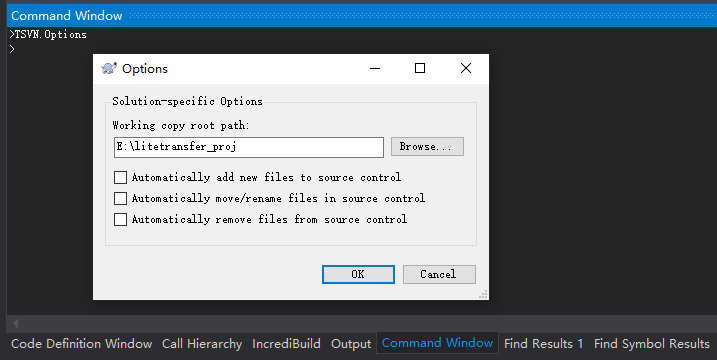 Command Window
>TSVN.Options
>
Options
Solution-specific Options
Working copy root path:
E:\litetransfer_proj
Browse...
Automatically add new files to source control
Automatically move/rename files in source control
Automatically remove files from source control
OK
Cancel
Code Definition Window
Call Hierarchy
IncrediBuild
Output
Command Window
Find Results 1
Find Symbol Results